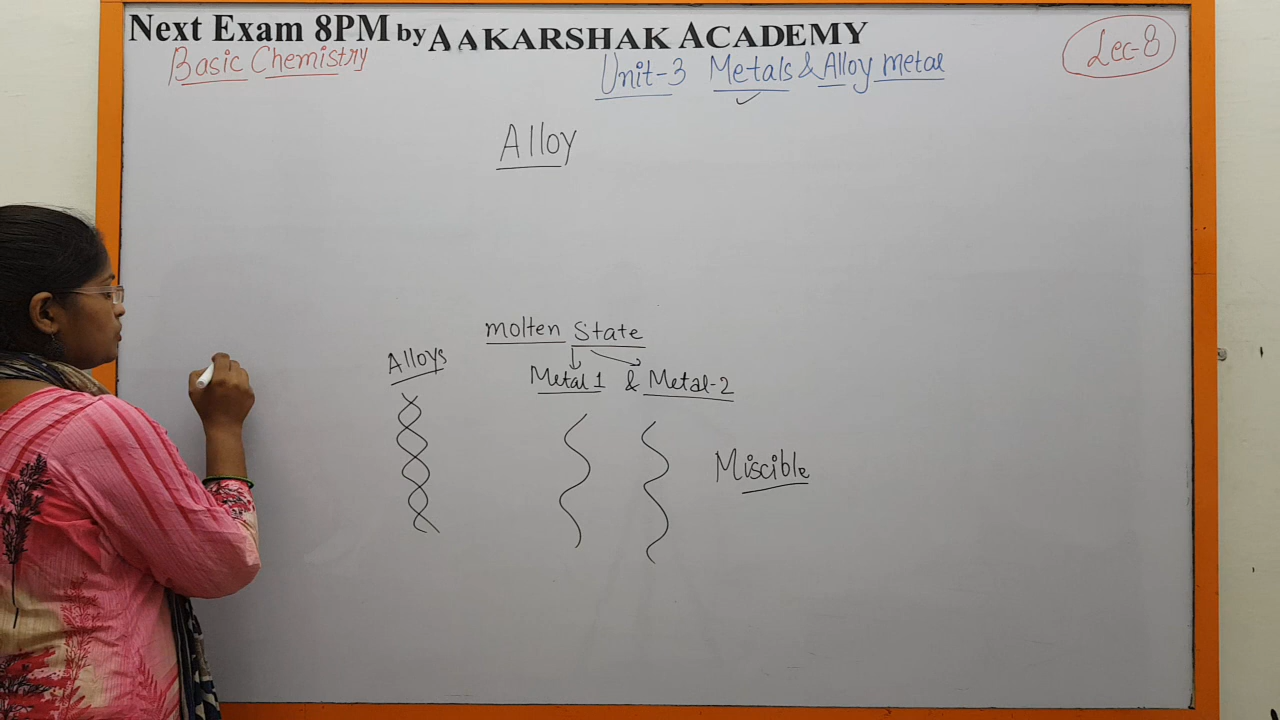 Next Exam 8PM by AAKARSHAK ACADEMY
Basic Chemistry
Unit-3 Metals & Alloy metal
Lec-8
Alloy
molten State
Alloys
Metal 1 & Metal-2
Miscible